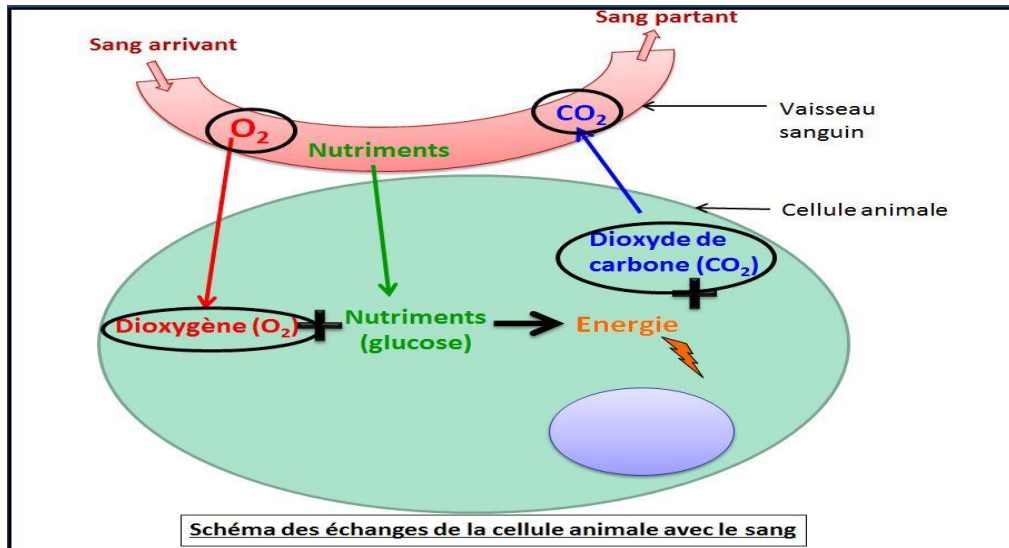 Sang partant
Sang arrivant
CO₂
Vaisseau
sanguin
O₂
Nutriments
Cellule animale
Dioxyde de
carbone (CO₂)
+
Dioxygène (O₂)
+
Nutriments
(glucose)
Energie
Schéma des échanges de la cellule animale avec le sang